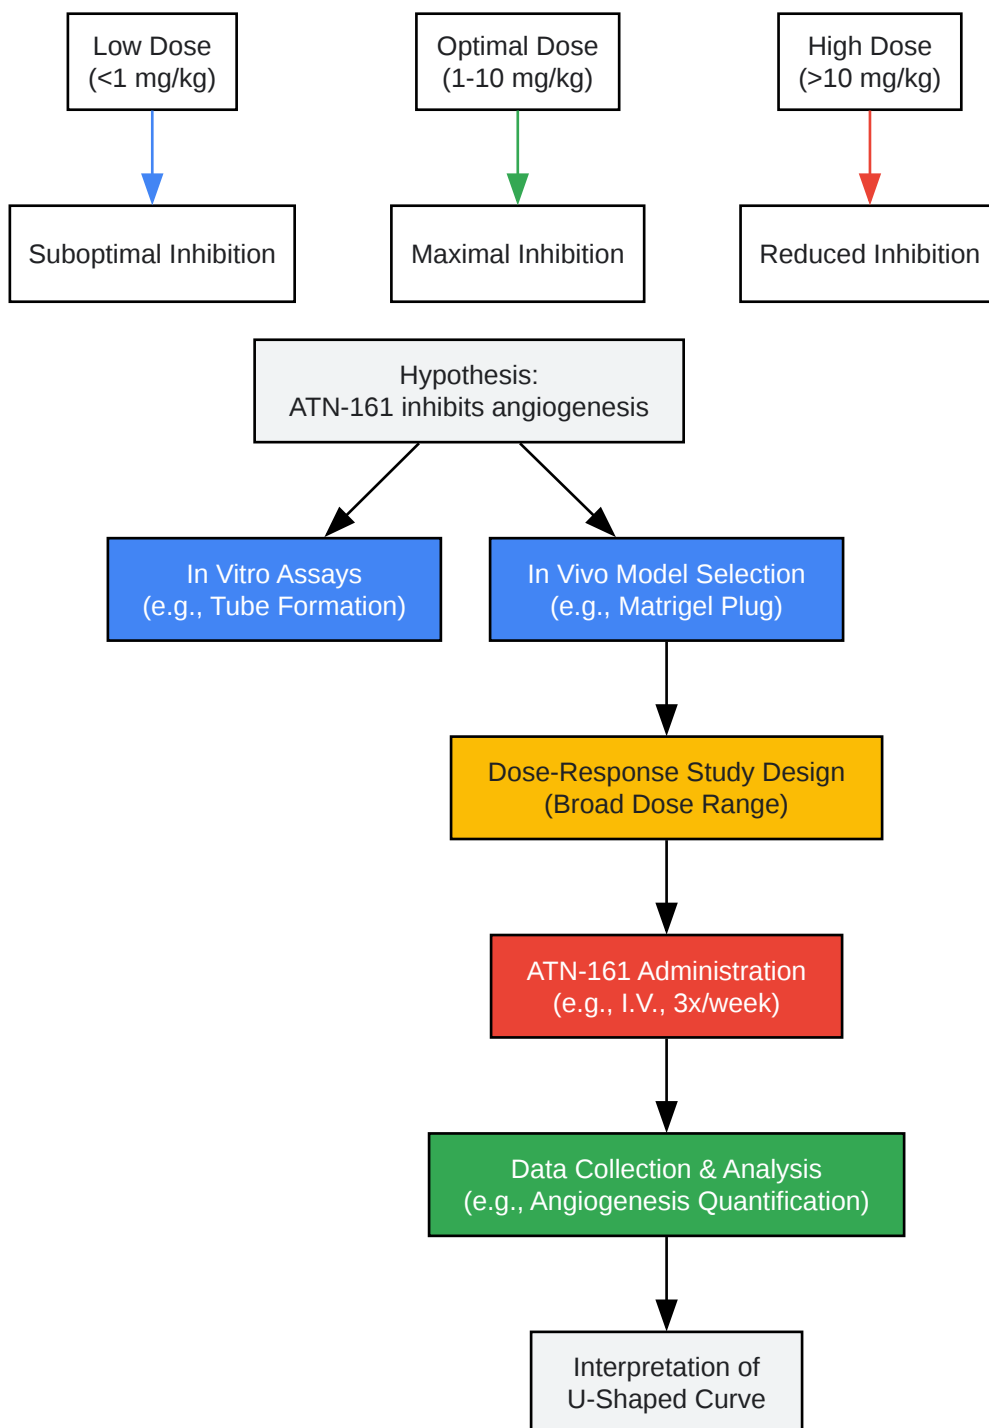 Low Dose
(<1 mg/kg)
Optimal Dose
(1-10 mg/kg)
High Dose
(>10 mg/kg)
Suboptimal Inhibition
Maximal Inhibition
Reduced Inhibition
Hypothesis:
ATN-161 inhibits angiogenesis
In Vitro Assays
(e.g., Tube Formation)
In Vivo Model Selection
(e.g., Matrigel Plug)
Dose-Response Study Design
(Broad Dose Range)
ATN-161 Administration
(e.g., I.V., 3x/week)
Data Collection & Analysis
(e.g., Angiogenesis Quantification)
Interpretation of
U-Shaped Curve